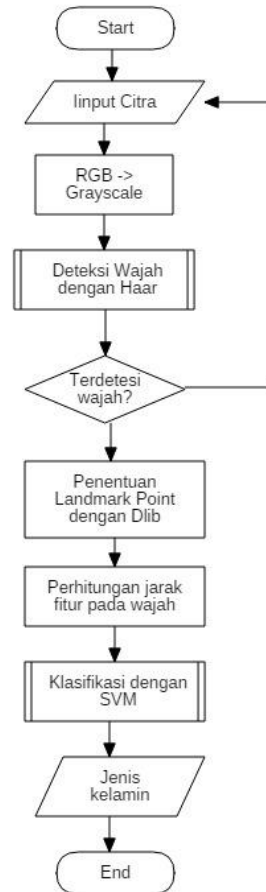 Start
Iinput Citra
RGB ->
Grayscale
Deteksi Wajah
dengan Haar
Terdetesi
wajah?
Penentuan
Landmark Point
dengan Dlib
Perhitungan jarak
fitur pada wajah
Klasifikasi dengan
SVM
Jenis
kelamin
End